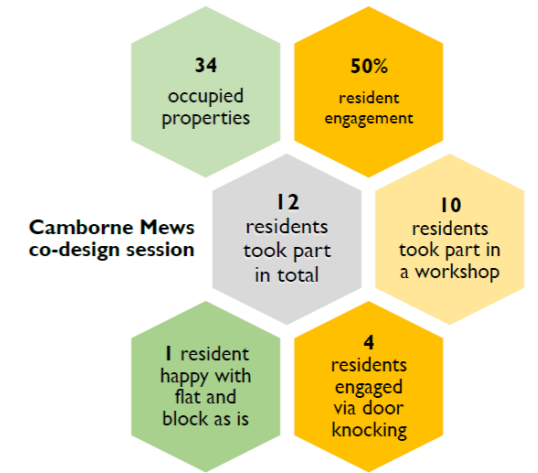 34
occupied
properties
50%
resident
engagement
Camborne Mews
co-design session
12
residents
took part
in total
10
residents
took part in
a workshop
1 resident
happy with
flat and
block as is
4
residents
engaged
via door
knocking